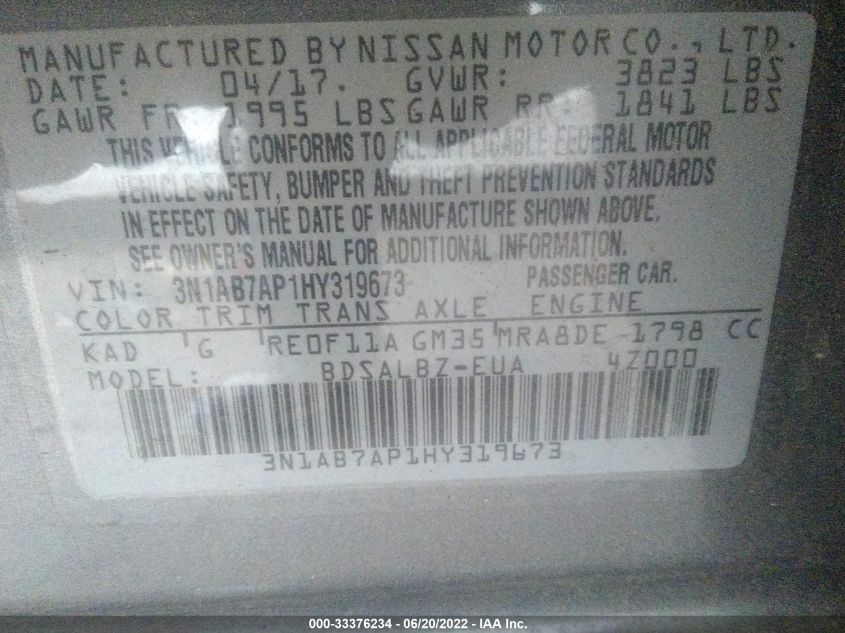 MANUFACTURED BY NISSAN MOTOR CO., LTD.
DATE: 04/17. GVWR: 3823 LBS
GAWR FR: 1995 LBS GAWR RR: 1841 LBS
THIS VEHICLE CONFORMS TO ALL APPLICABLE FEDERAL MOTOR
VEHICLE SAFETY, BUMPER AND THEFT PREVENTION STANDARDS
IN EFFECT ON THE DATE OF MANUFACTURE SHOWN ABOVE.
SEE OWNER'S MANUAL FOR ADDITIONAL INFORMATION.
VIN: 3N1AB7AP1HY319673 PASSENGER CAR.
COLOR TRIM TRANS AXLE ENGINE
KAD G RE0F11A GM35 MRA8DE -1798 CC
MODEL: BDSALBZ-EUA 4Z000
3N1AB7AP1HY319673
000-33376234 - 06/20/2022 - IAA Inc.